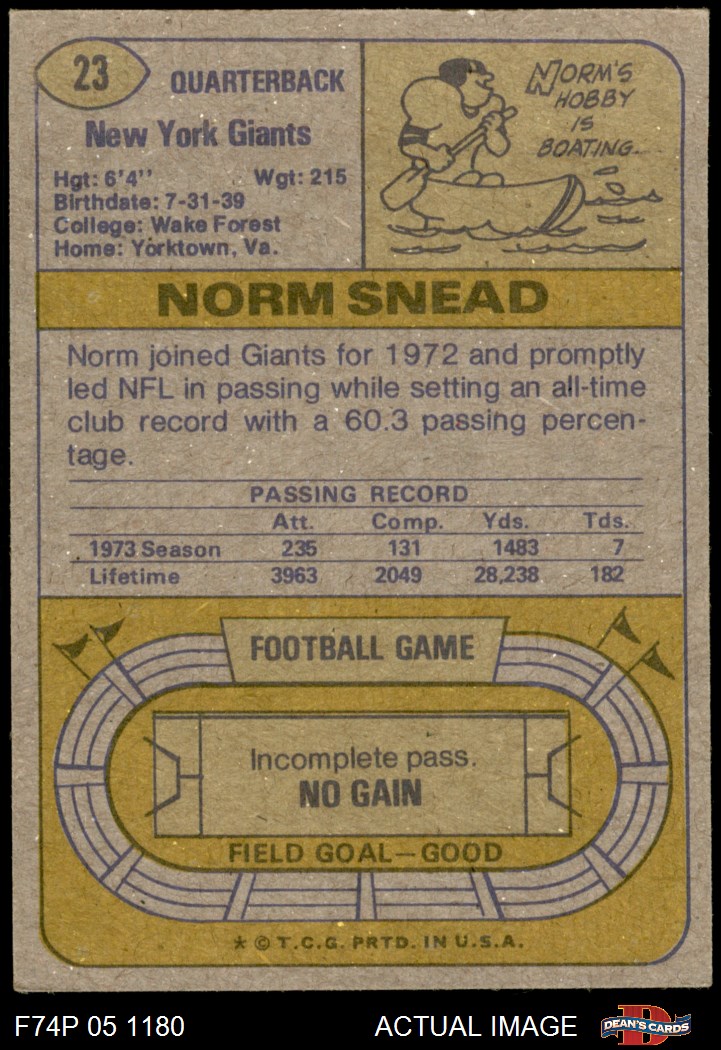 23
QUARTERBACK
New York Giants
Hgt: 6'4'' Wgt: 215
Birthdate: 7-31-39
College: Wake Forest
Home: Yorktown, Va.
NORM'S
HOBBY
IS
BOATING.
NORM SNEAD
Norm joined Giants for 1972 and promptly
led NFL in passing while setting an all-time
club record with a 60.3 passing percen-
tage.
PASSING RECORD
Att. Comp. Yds. Tds.
1973 Season 235 131 1483 7
Lifetime 3963 2049 28,238 182
FOOTBALL GAME
Incomplete pass.
NO GAIN
FIELD GOAL—GOOD
* © T.C.G. PRTD. IN U.S.A.
F74P 05 1180 ACTUAL IMAGE DEAN'S CARDS